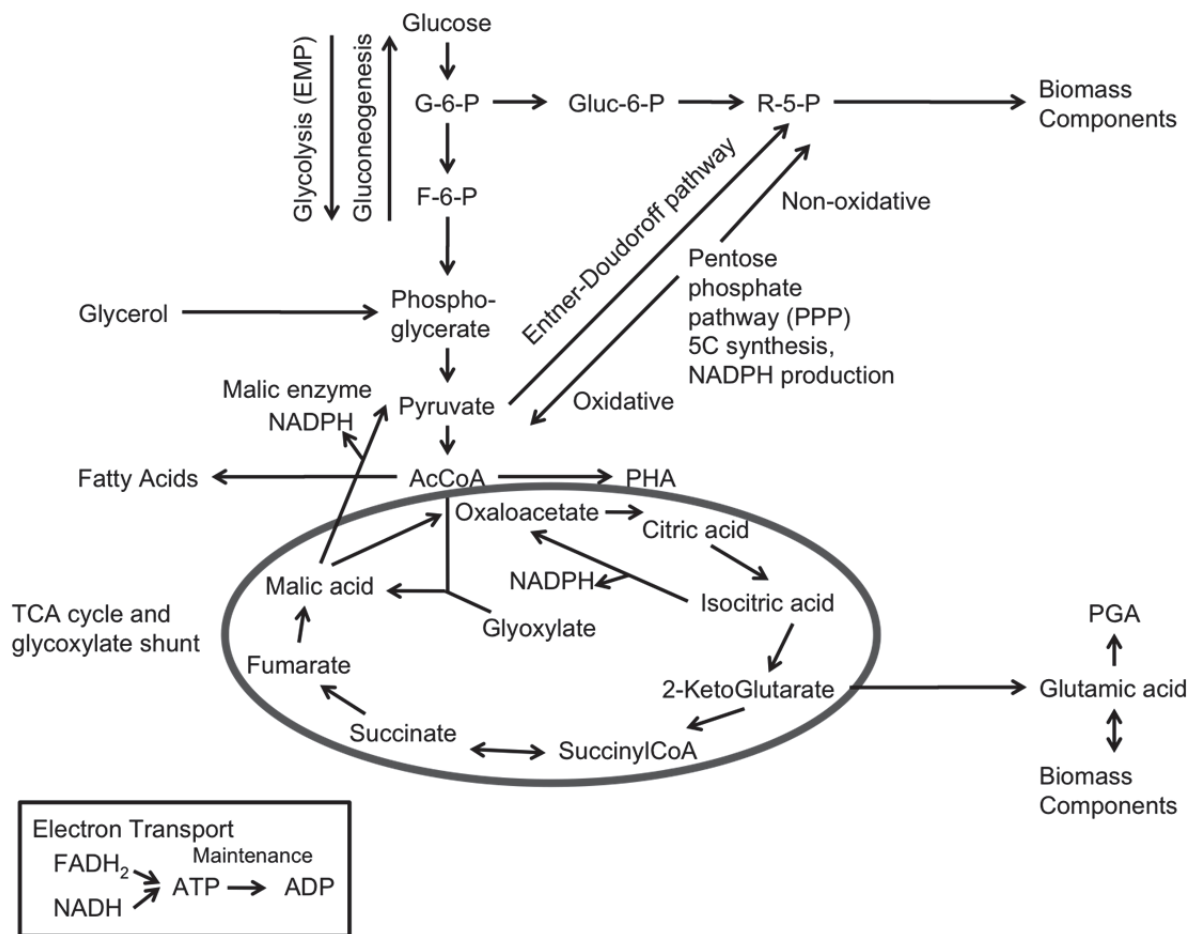 Glucose
Glycolysis (EMP)
Gluconeogenesis
G-6-P
Gluc-6-P
R-5-P
Biomass
Components
F-6-P
Entner-Doudoroff pathway
Non-oxidative
Glycerol
Phospho-
glycerate
Pentose
phosphate
pathway (PPP)
5C synthesis,
NADPH production
Malic enzyme
NADPH
Pyruvate
Oxidative
Fatty Acids
AcCoA
PHA
Oxaloacetate
Citric acid
NADPH
Malic acid
Isocitric acid
Glyoxylate
TCA cycle and
glycoxylate shunt
PGA
Fumarate
2-KetoGlutarate
Glutamic acid
Succinate
SuccinylCoA
Biomass
Components
Electron Transport
Maintenance
FADH₂
ATP
ADP
NADH